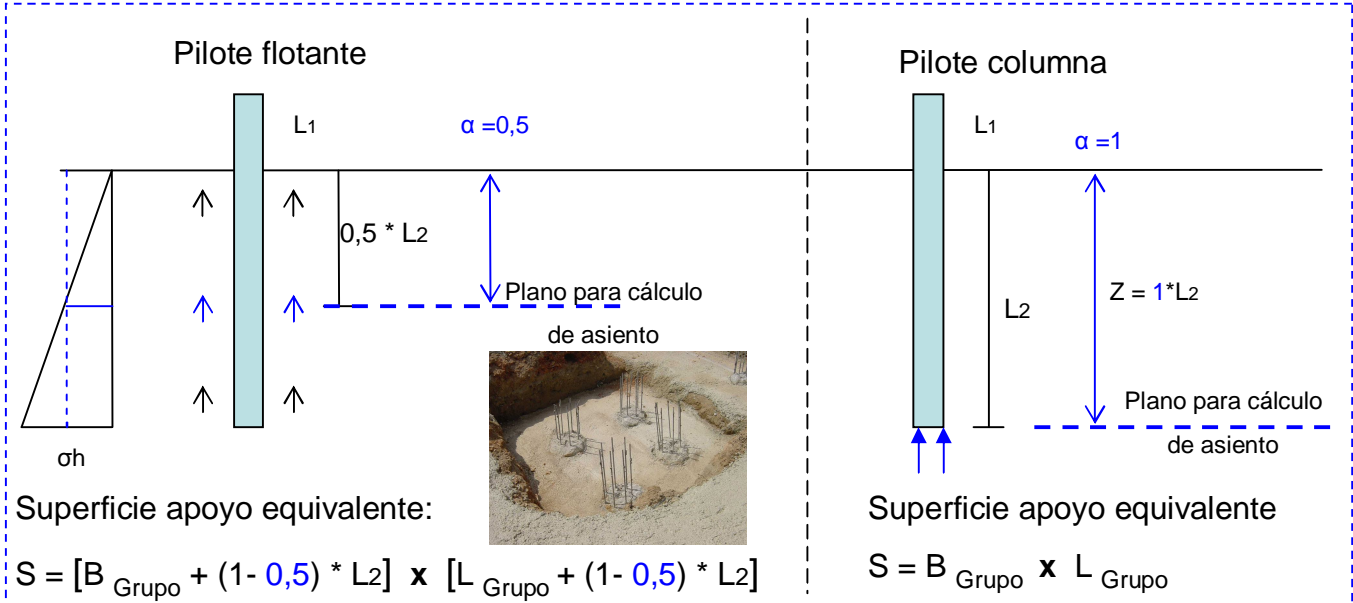 Pilote flotante
L1
α =0,5
0,5 * L2
Plano para cálculo
de asiento
σh
Superficie apoyo equivalente:
S = [B Grupo + (1- 0,5) * L2] x [L Grupo + (1- 0,5) * L2]
Pilote columna
L1
α =1
L2
Z = 1*L2
Plano para cálculo
de asiento
Superficie apoyo equivalente
S = B Grupo x L Grupo